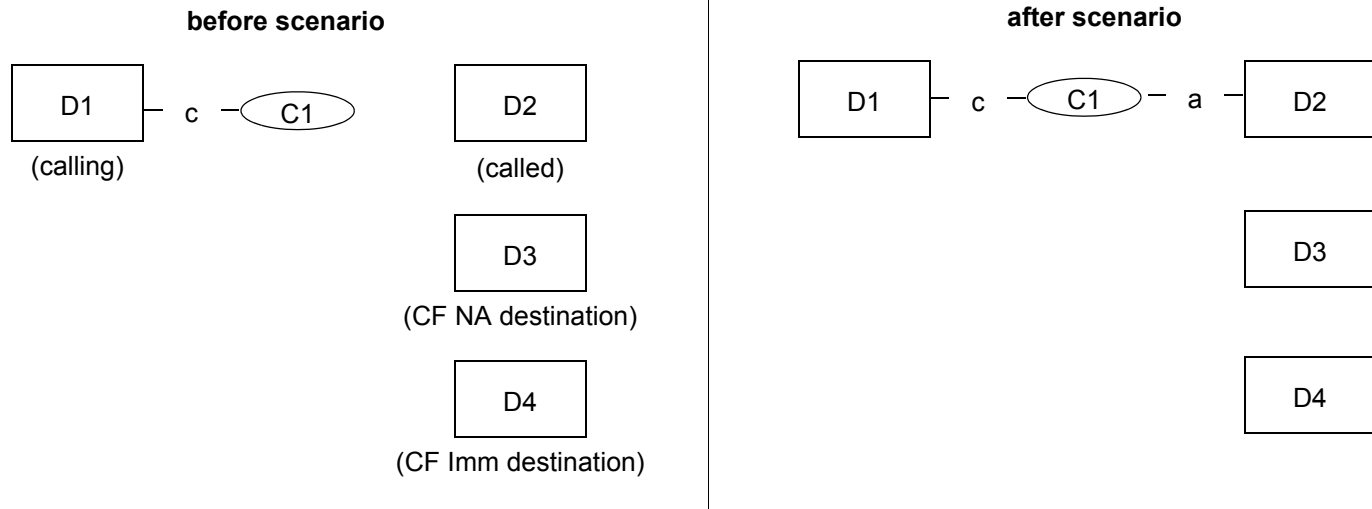 before scenario
D1
c
C1
D2
(calling)
(called)
D3
(CF NA destination)
D4
(CF Imm destination)
after scenario
D1
c
C1
a
D2
D3
D4